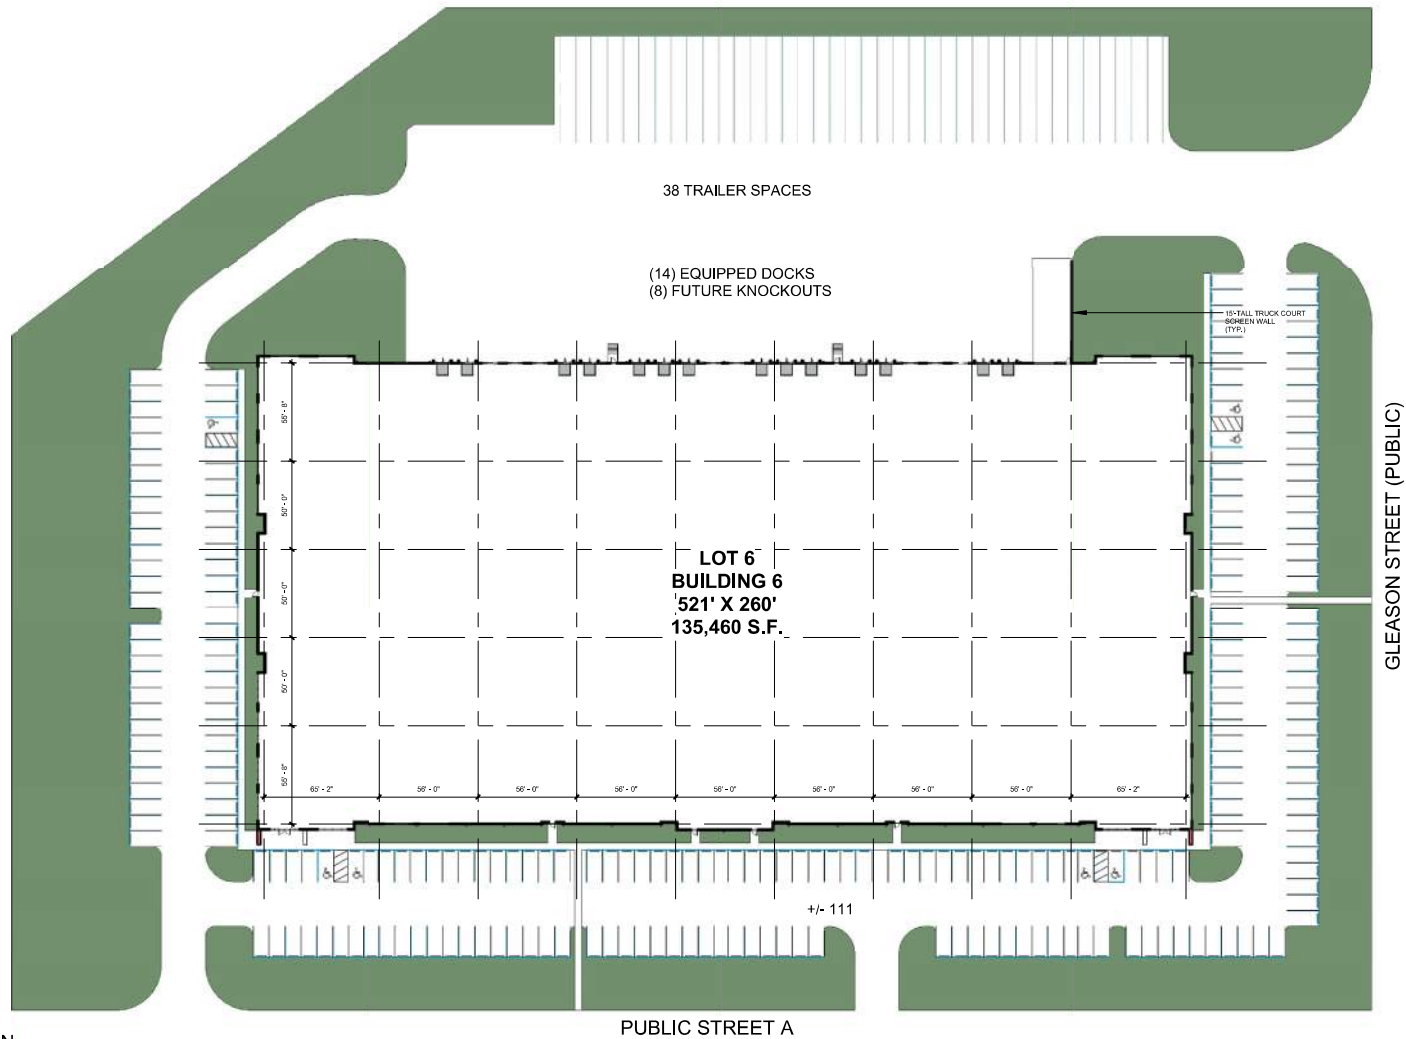 38 TRAILER SPACES
(14) EQUIPPED DOCKS
(8) FUTURE KNOCKOUTS
15'-TALL TRUCK COURT
SCREEN WALL
(TYP.)
55' - 8"
50' - 0"
50' - 0"
50' - 0"
55' - 8"
LOT 6
BUILDING 6
521' X 260'
135,460 S.F.
65' - 2"
56' - 0"
56' - 0"
56' - 0"
56' - 0"
56' - 0"
56' - 0"
56' - 0"
65' - 2"
+/- 111
GLEASON STREET (PUBLIC)
PUBLIC STREET A